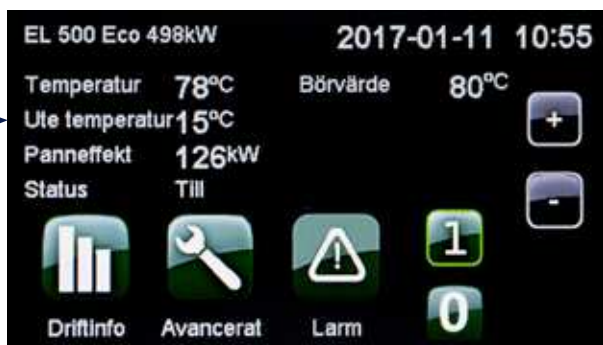 EL 500 Eco 498kW 2017-01-11 10:55
Temperatur 78°C Börvärde 80°C
Ute temperatur 15°C +
Panneffekt 126kW
Status Till -
1
0
Driftinfo Avancerat Larm